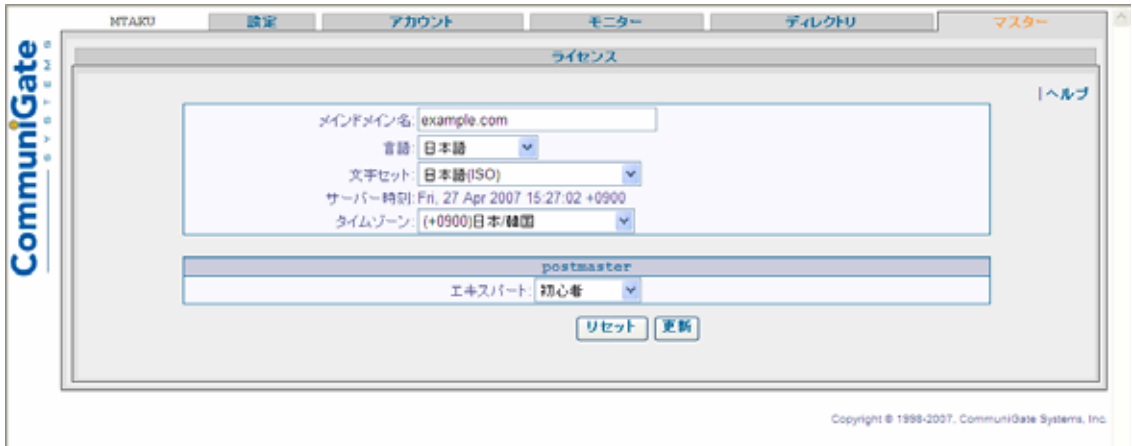 MTAKU 設定 アカウント モニター ディレクトリ マスター
CommuniGate
SYSTEMS
ライセンス
|ヘルプ
メインドメイン名: example.com
言語: 日本語
文字セット: 日本語(ISO)
サーバー時刻: Fri, 27 Apr 2007 15:27:02 +0900
タイムゾーン: (+0900)日本/韓国
postmaster
エキスパート: 初心者
リセット 更新
Copyright © 1998-2007, CommuniGate Systems, Inc.